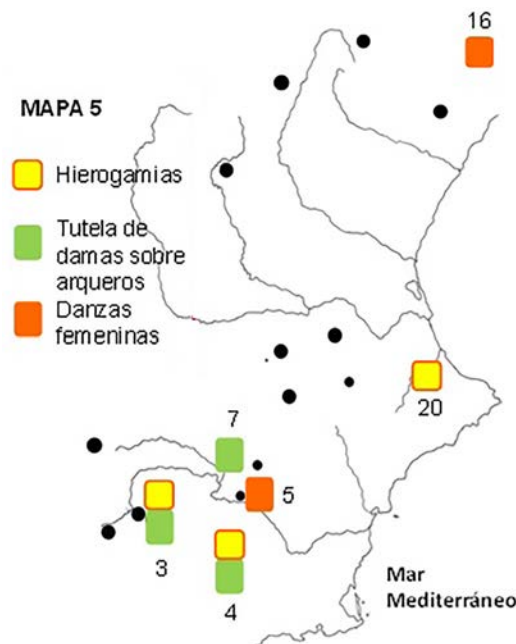 16
MAPA 5
Hierogamias
Tutela de
damas sobre
arqueros
Danzas
femeninas
20
7
5
3
4
Mar
Mediterráneo